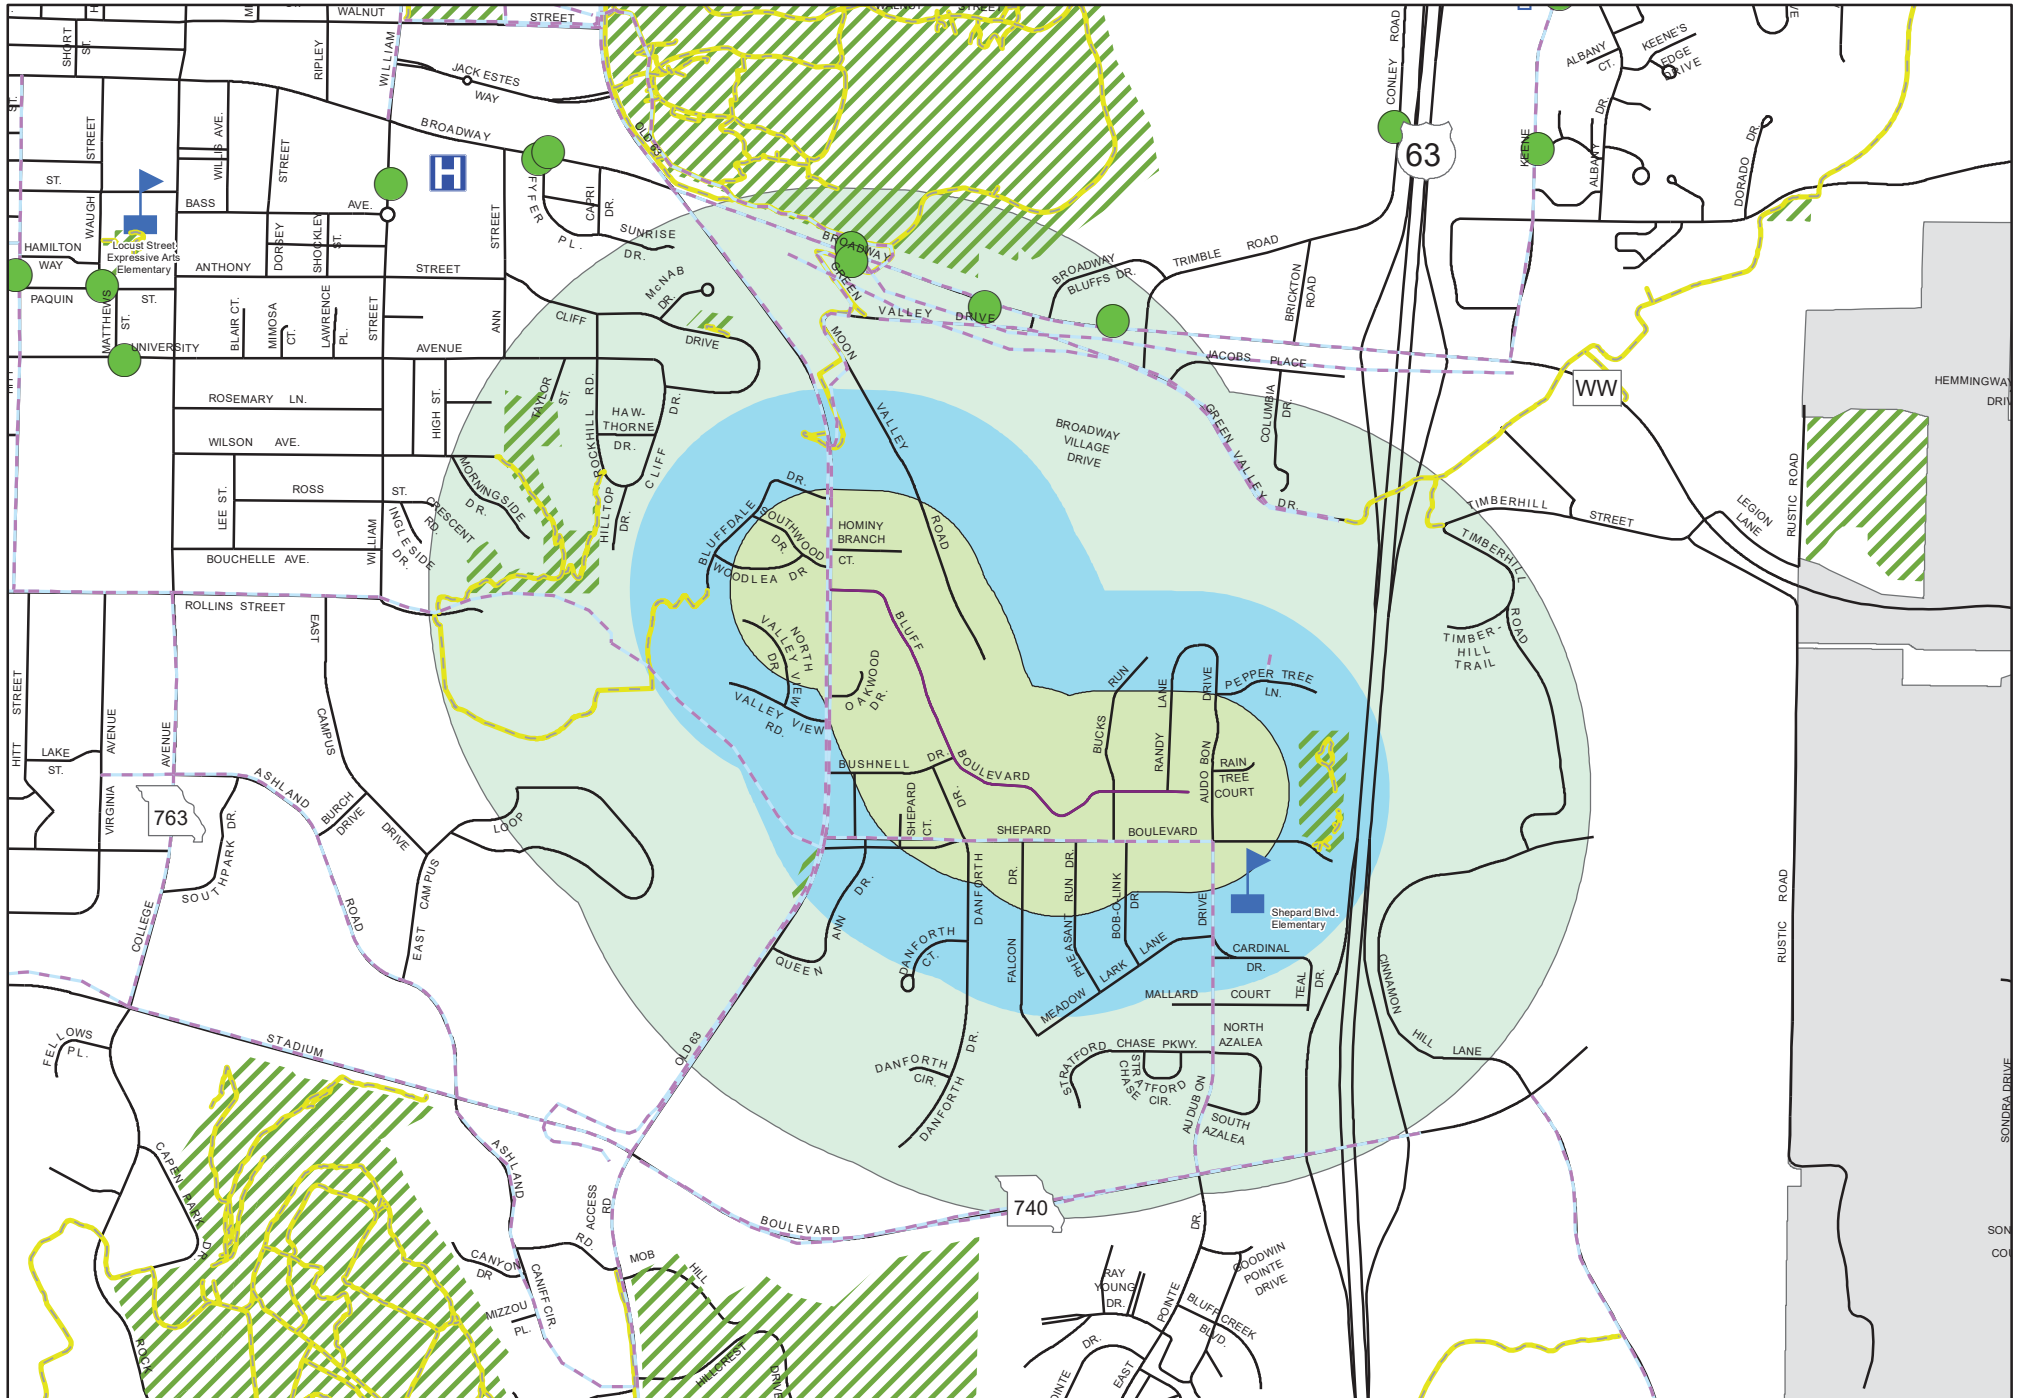 WALNUT
STREET
WALNUT STREET
SHORT
ST.
RIPLEY
WILLIAM
JACK ESTES
WAY
BROADWAY
OLD 63
CONLEY ROAD
63
KEENE
ALBANY
CT.
KEENE'S
EDGE
DRIVE
ALBANY
DR.
DORADO DR.
STREET
ST.
WILLIS AVE.
STREET
H
BASS
AVE.
FYFER
PL.
CAPRI
DR.
SUNRISE
DR.
WAUGH
HAMILTON
WAY
Locust Street
Expressive Arts
Elementary
DORSEY
SHOCKLEY
ST.
STREET
ANTHONY
STREET
PAQUIN
ST.
MATTHEWS
ST.
BLAIR CT.
MIMOSA
CT.
LAWRENCE
PL.
STREET
ANN
McNAB
DR.
CLIFF
DRIVE
BROADWAY
GREEN
VALLEY DRIVE
MOON
VALLEY
ROAD
BROADWAY
BLUFFS DR.
TRIMBLE ROAD
BRICKTON
ROAD
JACOBS PLACE
UNIVERSITY
AVENUE
ROSEMARY LN.
HIGH ST.
TAYLOR
ST.
ROCKHILL RD.
HAW-
THORNE
DR.
CLIFF
DR.
HILLTOP
DR.
WILSON AVE.
LEE ST.
ROSS
ST.
MORNINGSIDE
DR.
CRESCENT
RD.
INGLESIDE
DR.
WILLIAM
BOUCHELLE AVE.
ROLLINS STREET
COLUMBIA
DR.
GREEN VALLEY DR.
BROADWAY
VILLAGE
DRIVE
WW
HEMMINGWAY
TIMBERHILL
STREET
LEGION
LANE
RUSTIC ROAD
TIMBERHILL
ROAD
TIMBER-
HILL
TRAIL
BLUFFDALE
DR.
SOUTHWOOD
DR.
WOODLEA DR
HOMINY
BRANCH
CT.
NORTH
VALLEY VIEW
DR.
VALLEY VIEW
RD.
OAKWOOD
DR.
BLUFF
BOULEVARD
BUSHNELL
DR.
SHEPARD
CT.
DR.
BUCKS
RUN
RANDY
LANE
AUDOBON
DRIVE
PEPPER TREE
LN.
RAIN
TREE
COURT
SHEPARD
BOULEVARD
EAST
CAMPUS
DRIVE
HITT
STREET
LAKE
ST.
VIRGINIA
AVENUE
AVENUE
763
COLLEGE
SOUTHPARK DR.
ASHLAND
ROAD
BURCH
DRIVE
EAST CAMPUS
LOOP
QUEEN
ANN
DR.
DANFORTH
CT.
DANFORTH
DR.
FALCON
DR.
PHEASANT RUN DR.
BOB-O-LINK
DR.
MEADOW
LARK
LANE
DRIVE
Shepard Blvd.
Elementary
CARDINAL
DR.
TEAL
DR.
MALLARD
COURT
NORTH
AZALEA
STRATFORD
CHASE PKWY.
STRATFORD
CHASE
CIR.
AUDUBON
SOUTH
AZALEA
DANFORTH
CIR.
DANFORTH
CINNAMON
HILL
LANE
RUSTIC ROAD
SONDRA DRIVE
FELLOWS
PL.
STADIUM
OLD 63
CAPEN PARK
DR.
ASHLAND
ACCESS
RD
RD.
BOULEVARD
740
DR.
CANYON
DR
CANIFF CIR.
MIZZOU
PL.
MOB
HILL
HILLCREST
DRIVE
ROCK
RAY
YOUNG
DR.
GOODWIN
POINTE
DRIVE
BLUFF CREEK
BLVD.
POINTE
EAST
DR.